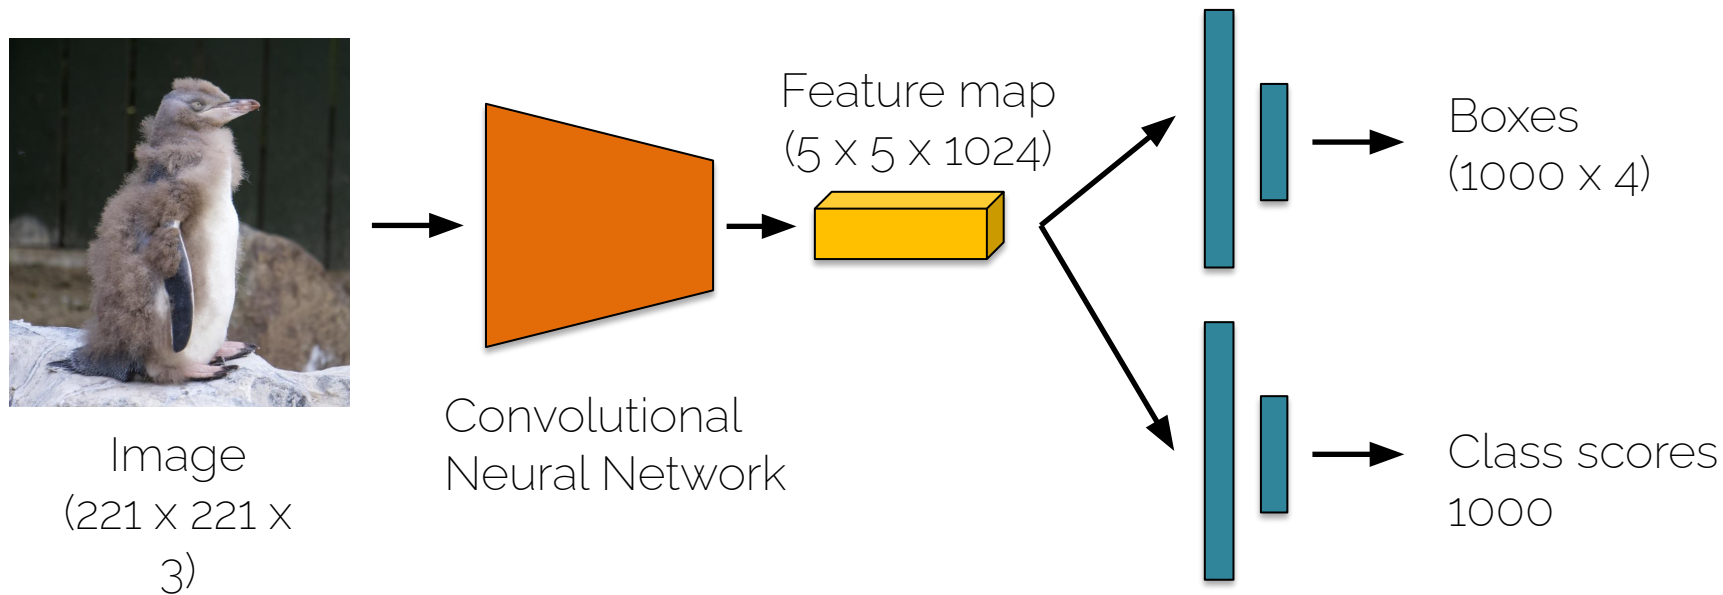 Image
(221 x 221 x
3)
Convolutional
Neural Network
Feature map
(5 x 5 x 1024)
Boxes
(1000 x 4)
Class scores
1000